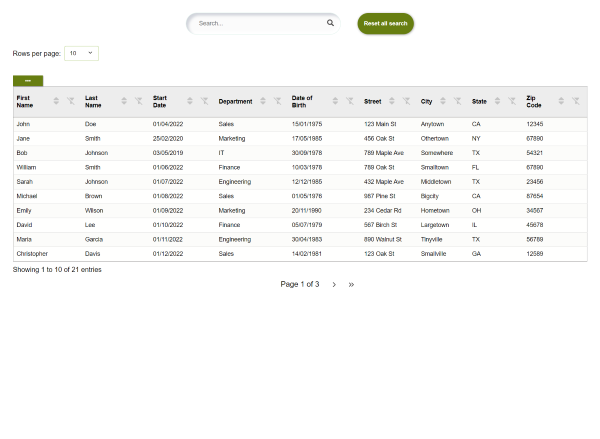 Search...
Reset all search
Rows per page: 10
First Name Last Name Start Date Department Date of Birth Street City State Zip Code
John Doe 01/04/2022 Sales 15/01/1975 123 Main St Anytown CA 12345
Jane Smith 25/02/2020 Marketing 17/05/1985 456 Oak St Othertown NY 67890
Bob Johnson 03/05/2019 IT 30/09/1978 789 Maple Ave Somewhere TX 54321
William Smith 01/06/2022 Finance 10/03/1978 789 Oak St Smalltown FL 67890
Sarah Johnson 01/07/2022 Engineering 12/12/1985 432 Maple Ave Middletown TX 23456
Michael Brown 01/08/2022 Sales 01/05/1976 987 Pine St Bigcity CA 87654
Emily Wilson 01/09/2022 Marketing 20/11/1990 234 Cedar Rd Hometown OH 34567
David Lee 01/10/2022 Finance 05/07/1979 567 Birch St Largetown IL 45678
Maria Garcia 01/11/2022 Engineering 30/04/1983 890 Walnut St Tinyville TX 56789
Christopher Davis 01/12/2022 Sales 14/02/1981 123 Oak St Smallville GA 12589
Showing 1 to 10 of 21 entries
Page 1 of 3 › »